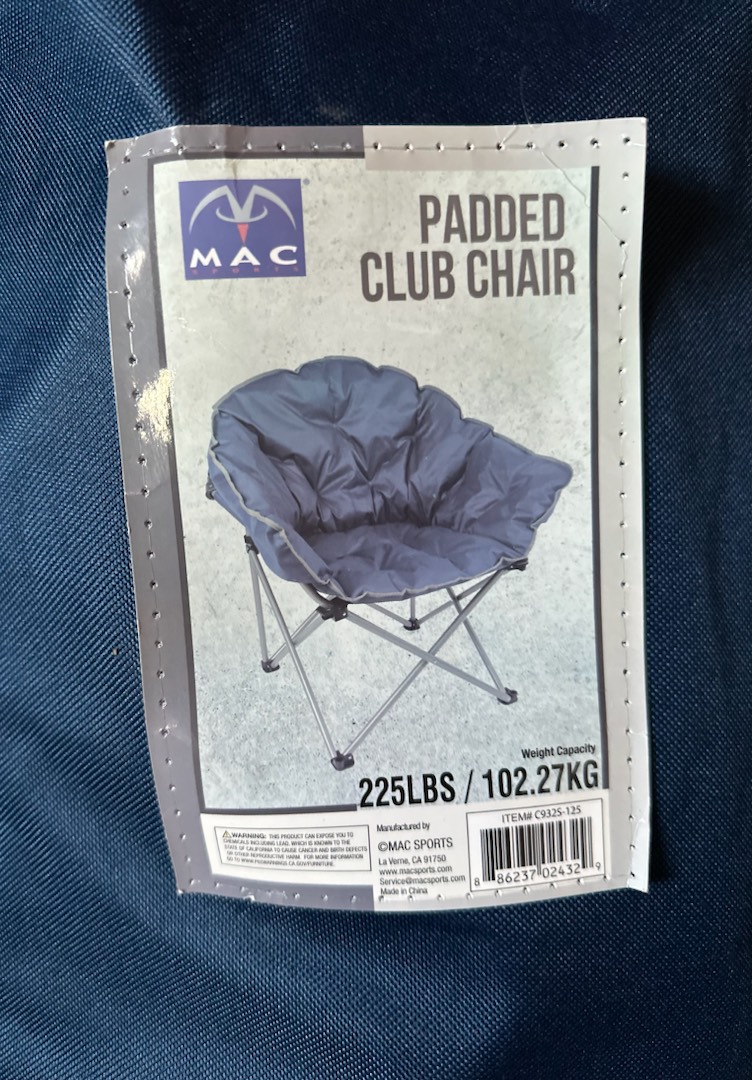 MAC
SPORTS
®
PADDED
CLUB CHAIR
Weight Capacity
225LBS / 102.27KG
⚠WARNING: THIS PRODUCT CAN EXPOSE YOU TO
CHEMICALS INCLUDING LEAD, WHICH IS KNOWN TO THE
STATE OF CALIFORNIA TO CAUSE CANCER AND BIRTH DEFECTS
OR OTHER REPRODUCTIVE HARM. FOR MORE INFORMATION
GO TO WWW.P65WARNINGS.CA.GOV/FURNITURE.
Manufactured by
©MAC SPORTS
La Verne, CA 91750
www.macsports.com
Service@macsports.com
Made in China
ITEM# C932S-125
8 86237 02432 9